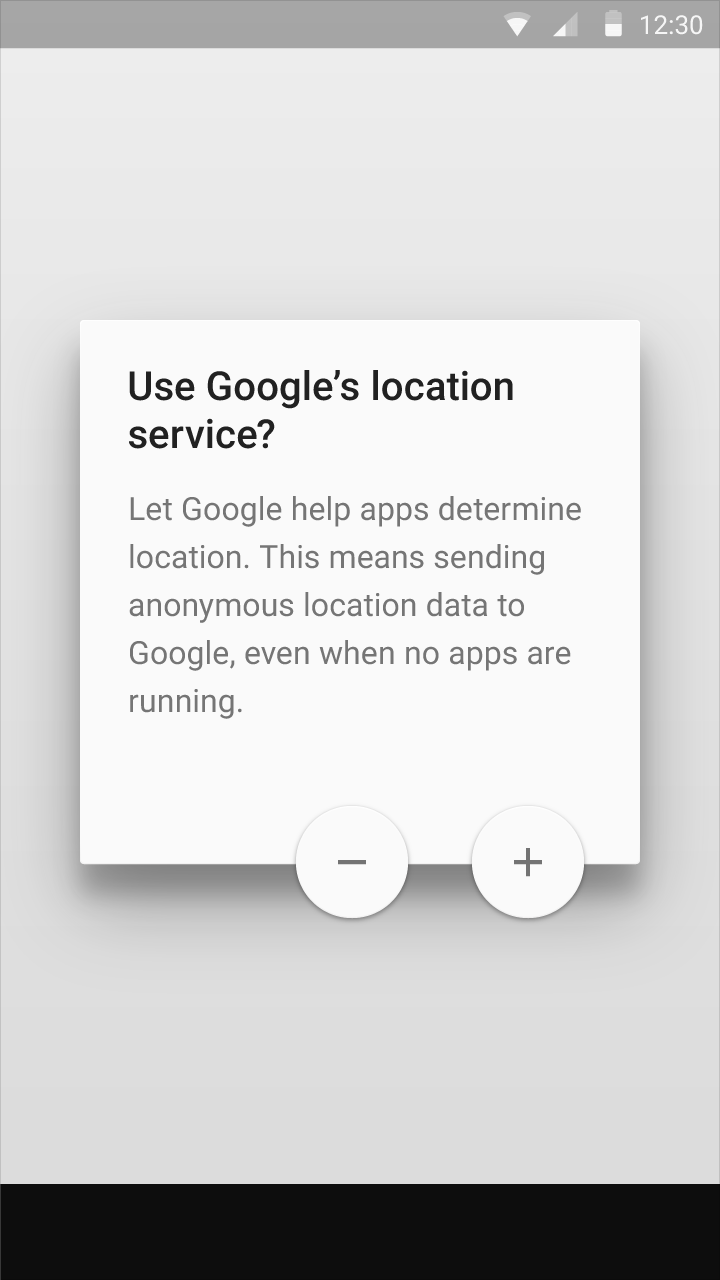 12:30
Use Google’s location
service?
Let Google help apps determine
location. This means sending
anonymous location data to
Google, even when no apps are
running.